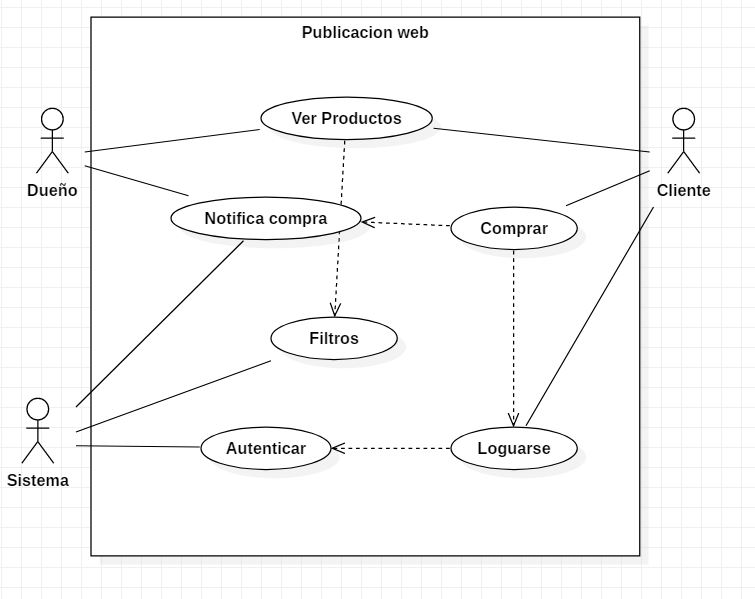 Publicacion web
Ver Productos
Dueño
Cliente
Notifica compra
Comprar
Filtros
Autenticar
Loguarse
Sistema